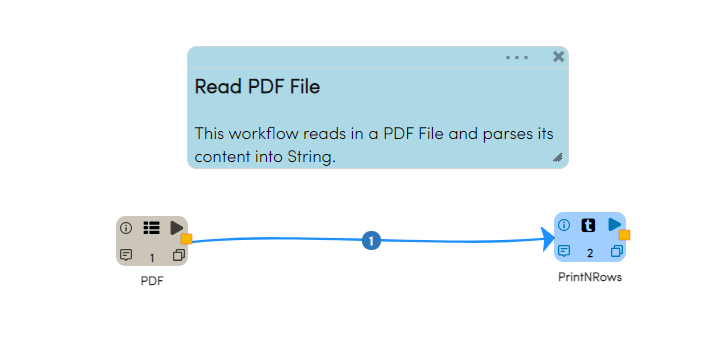 Read PDF File
This workflow reads in a PDF File and parses its
content into String.
1
1
2
PDF
PrintNRows